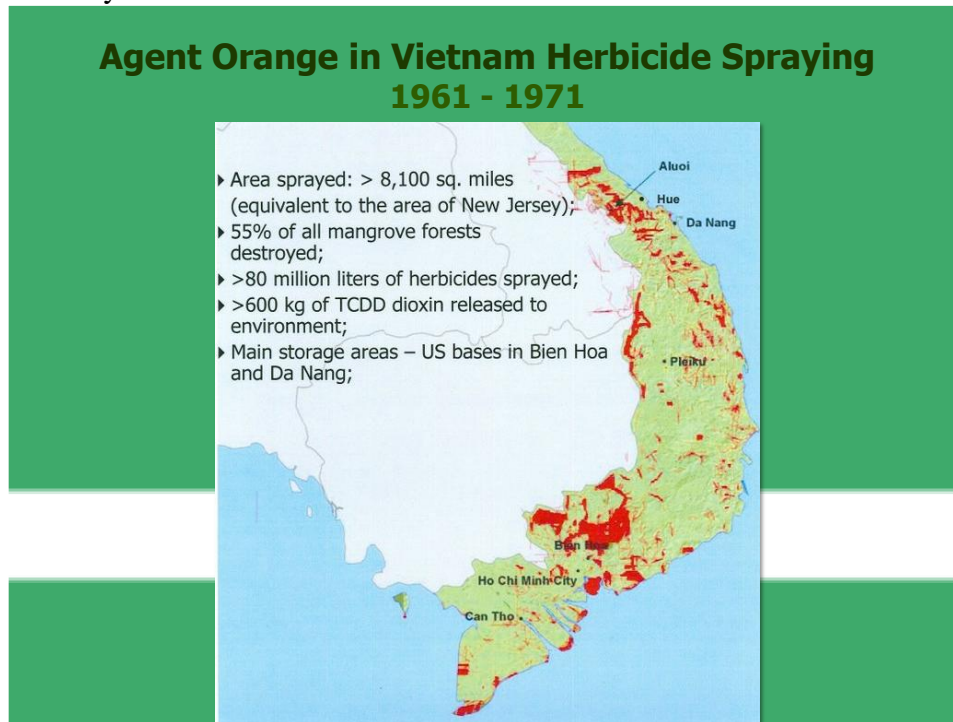 Agent Orange in Vietnam Herbicide Spraying
1961 - 1971
Area sprayed: > 8,100 sq. miles
(equivalent to the area of New Jersey);
55% of all mangrove forests
destroyed;
>80 million liters of herbicides sprayed;
>600 kg of TCDD dioxin released to
environment;
Main storage areas – US bases in Bien Hoa
and Da Nang;
Aluoi
Hue
Da Nang
Pleiku
Bien Hoa
Ho Chi Minh City
Can Tho